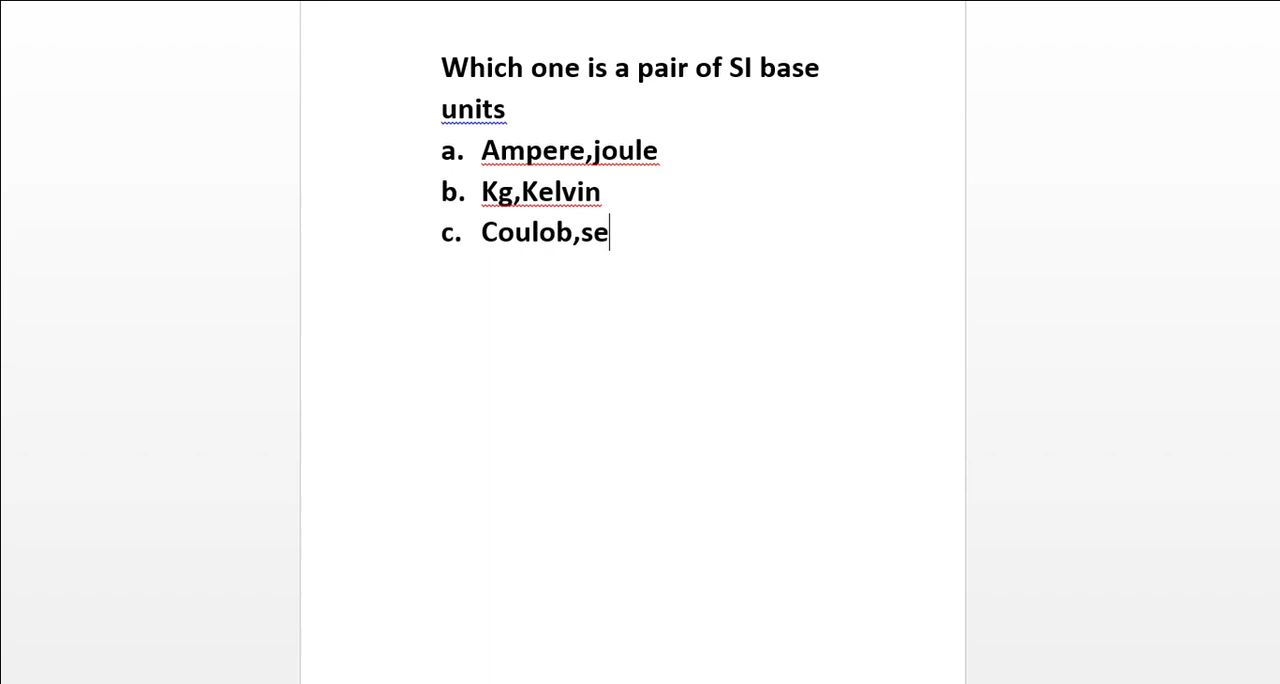 Which one is a pair of SI base
units
a. Ampere,joule
b. Kg,Kelvin
c. Coulob,se